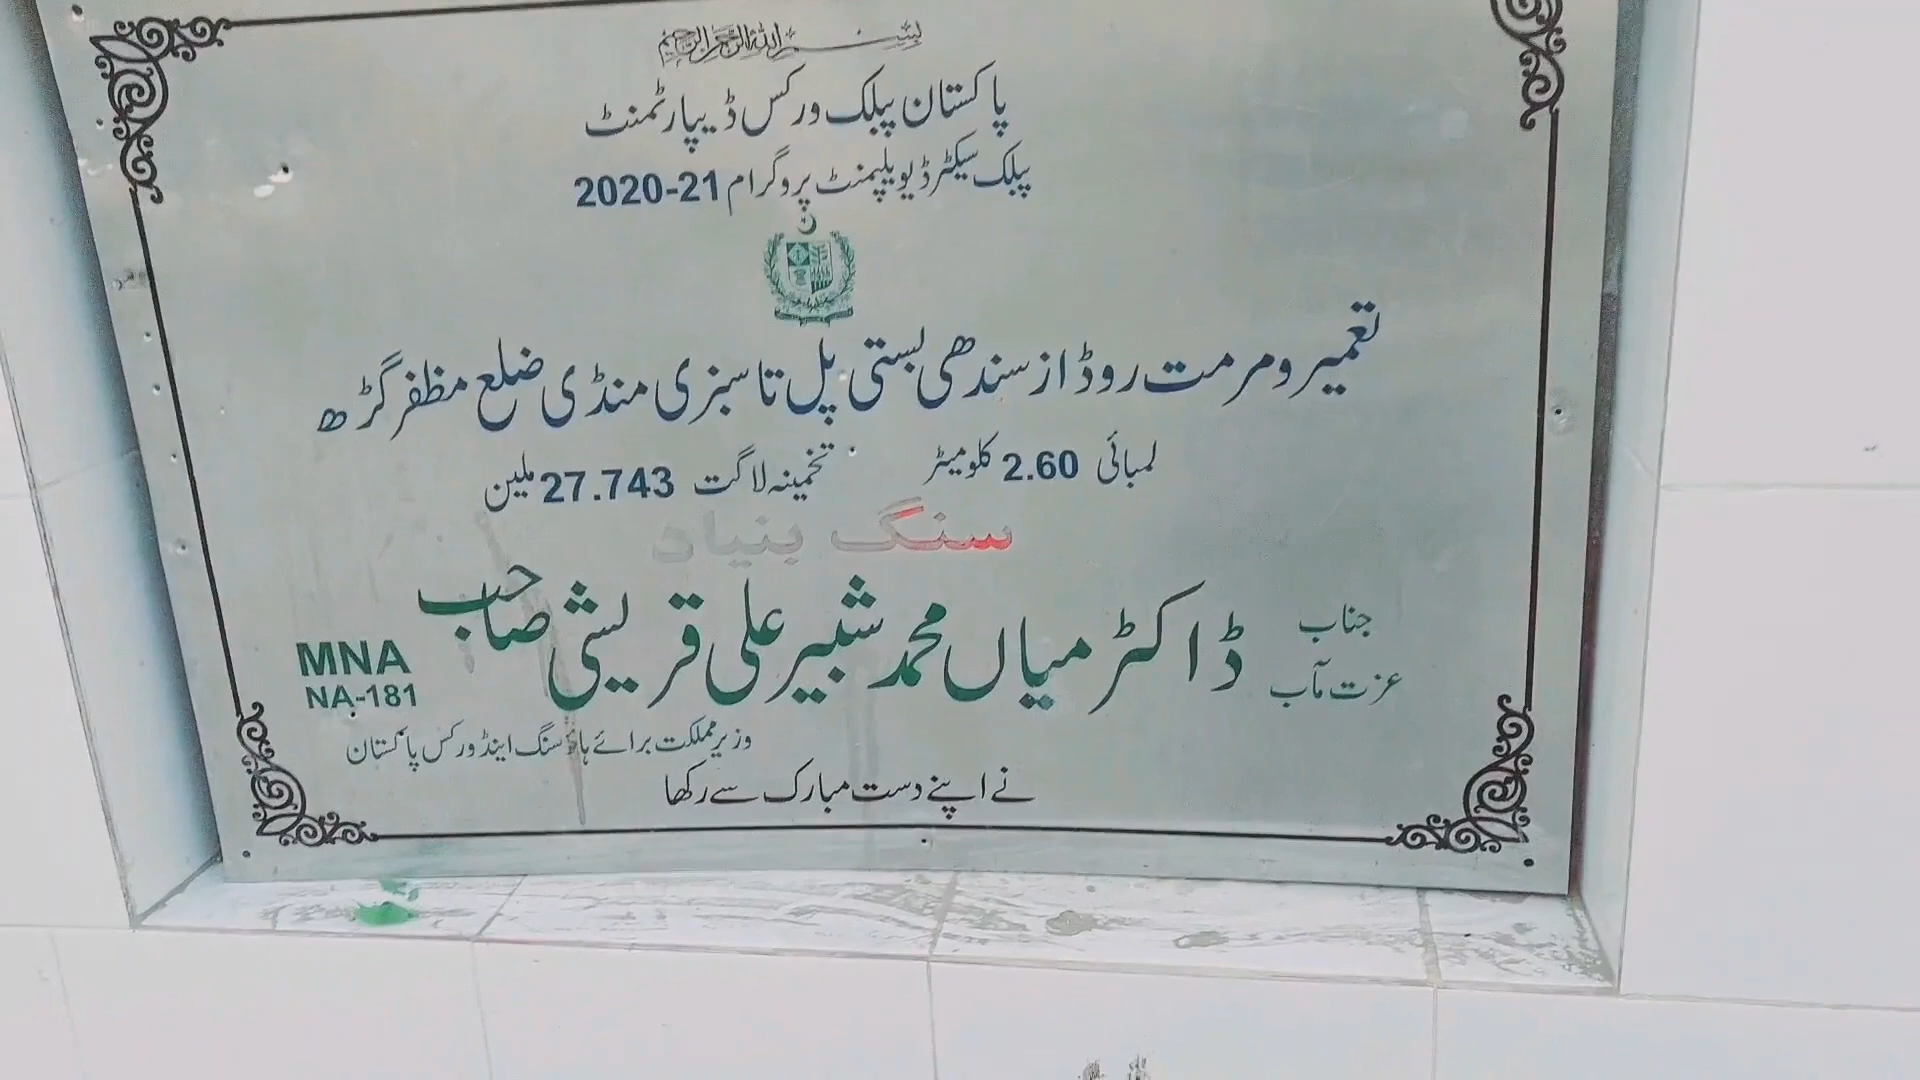 بسم اللہ الرحمن الرحیم
پاکستان پبلک ورکس ڈیپارٹمنٹ
پبلک سیکٹر ڈیویلپمنٹ پروگرام 2020-21
تعمیر و مرمت روڈ از سندھی بستی پل تا سبزی منڈی ضلع مظفر گڑھ
لمبائی 2.60 کلومیٹر تخمینہ لاگت 27.743 ملین
سنگ بنیاد
جناب عزت مآب ڈاکٹر میاں محمد شبیر علی قریشی صاحب MNA
NA-181
وزیر مملکت برائے ہاؤسنگ اینڈ ورکس پاکستان
نے اپنے دست مبارک سے رکھا